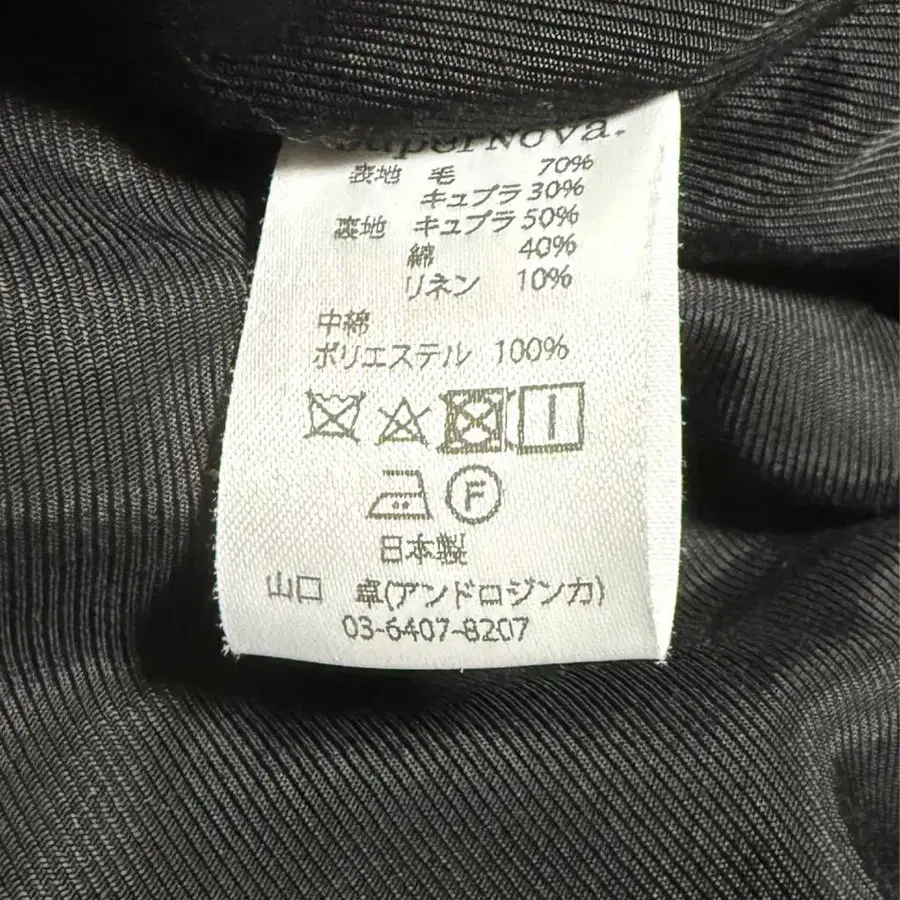 SuperNova.
表地 毛 70%
キュプラ 30%
裏地 キュプラ 50%
綿 40%
リネン 10%
中綿
ポリエステル 100%
F
日本製
山口 卓(アンドロジンカ)
03-6407-8207